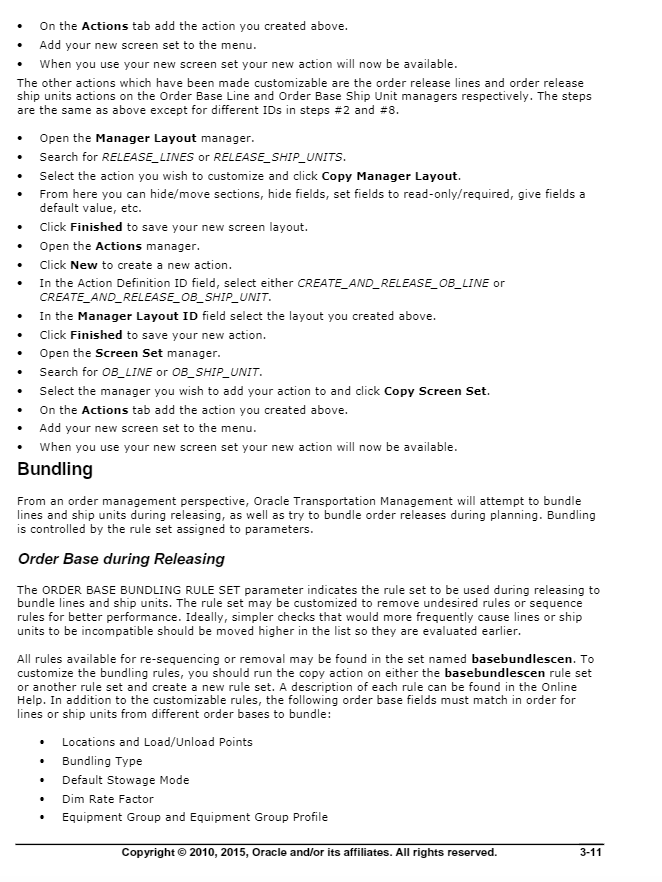 • On the Actions tab add the action you created above.
• Add your new screen set to the menu.
• When you use your new screen set your new action will now be available.
The other actions which have been made customizable are the order release lines and order release
ship units actions on the Order Base Line and Order Base Ship Unit managers respectively. The steps
are the same as above except for different IDs in steps #2 and #8.
• Open the Manager Layout manager.
• Search for RELEASE_LINES or RELEASE_SHIP_UNITS.
• Select the action you wish to customize and click Copy Manager Layout.
• From here you can hide/move sections, hide fields, set fields to read-only/required, give fields a
default value, etc.
• Click Finished to save your new screen layout.
• Open the Actions manager.
• Click New to create a new action.
• In the Action Definition ID field, select either CREATE_AND_RELEASE_OB_LINE or
CREATE_AND_RELEASE_OB_SHIP_UNIT.
• In the Manager Layout ID field select the layout you created above.
• Click Finished to save your new action.
• Open the Screen Set manager.
• Search for OB_LINE or OB_SHIP_UNIT.
• Select the manager you wish to add your action to and click Copy Screen Set.
• On the Actions tab add the action you created above.
• Add your new screen set to the menu.
• When you use your new screen set your new action will now be available.
Bundling
From an order management perspective, Oracle Transportation Management will attempt to bundle
lines and ship units during releasing, as well as try to bundle order releases during planning. Bundling
is controlled by the rule set assigned to parameters.
Order Base during Releasing
The ORDER BASE BUNDLING RULE SET parameter indicates the rule set to be used during releasing to
bundle lines and ship units. The rule set may be customized to remove undesired rules or sequence
rules for better performance. Ideally, simpler checks that would more frequently cause lines or ship
units to be incompatible should be moved higher in the list so they are evaluated earlier.
All rules available for re-sequencing or removal may be found in the set named basebundlescen. To
customize the bundling rules, you should run the copy action on either the basebundlescen rule set
or another rule set and create a new rule set. A description of each rule can be found in the Online
Help. In addition to the customizable rules, the following order base fields must match in order for
lines or ship units from different order bases to bundle:
• Locations and Load/Unload Points
• Bundling Type
• Default Stowage Mode
• Dim Rate Factor
• Equipment Group and Equipment Group Profile
Copyright © 2010, 2015, Oracle and/or its affiliates. All rights reserved. 3-11